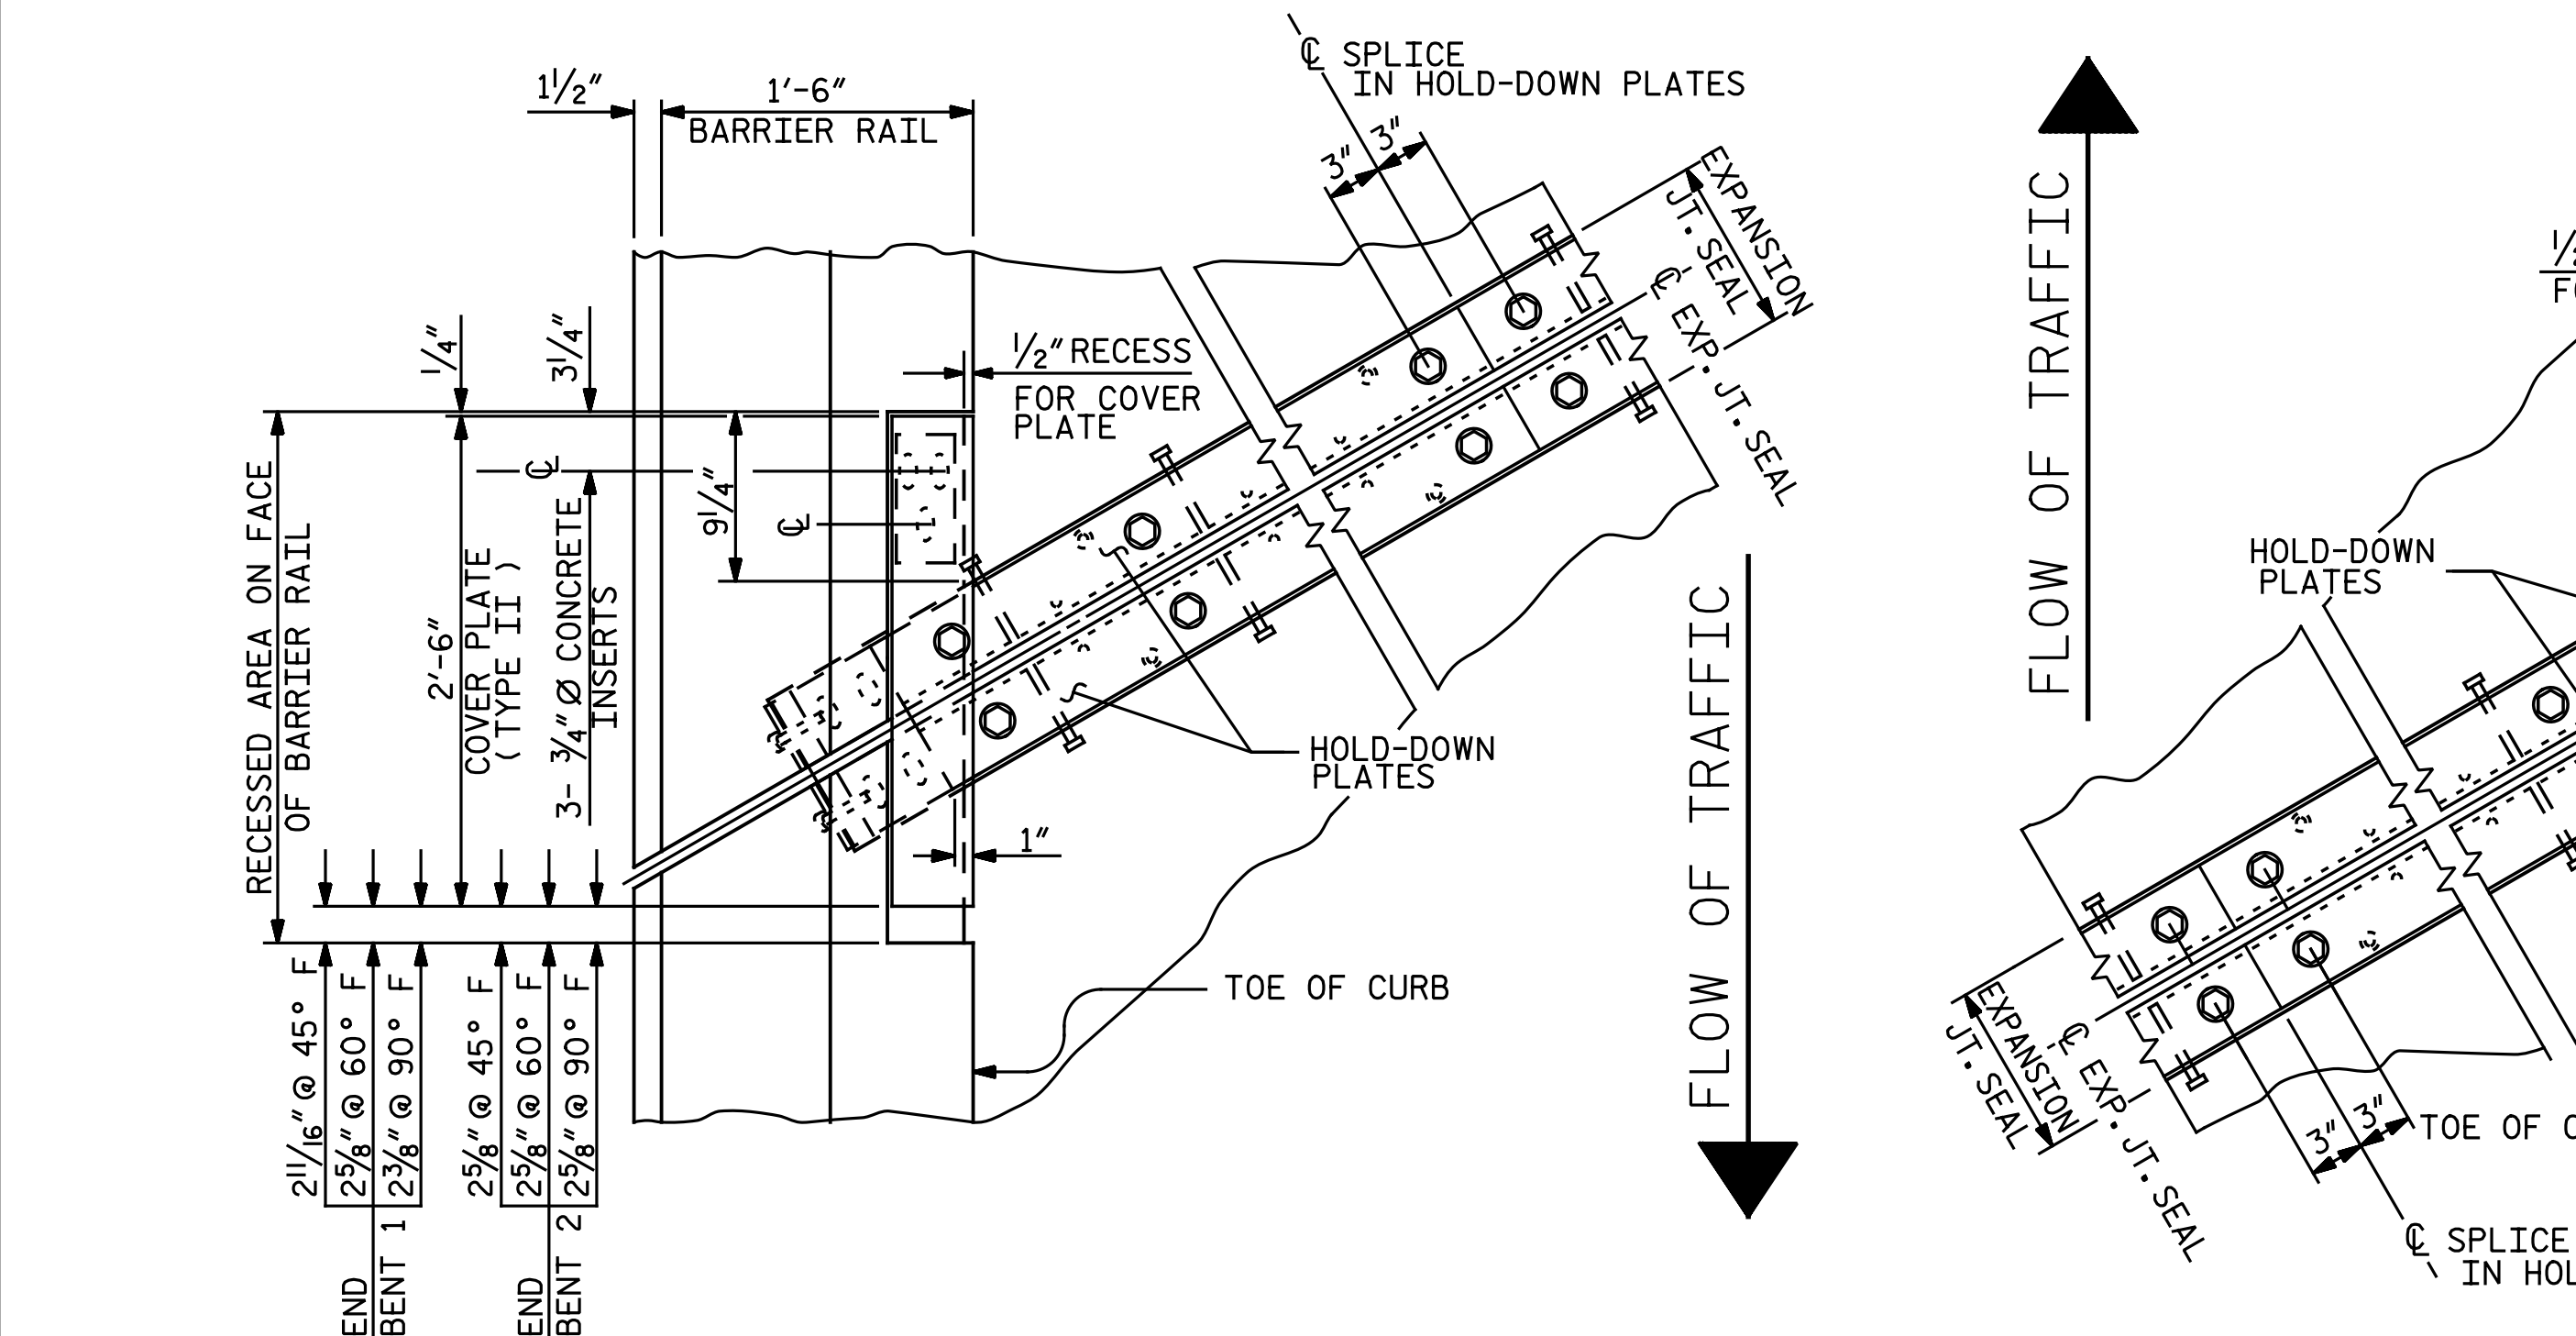 ℄ SPLICE
IN HOLD-DOWN PLATES
1½"
1'-6"
BARRIER RAIL
3"
3"
EXPANSION
JT. SEAL
℄ EXP. JT. SEAL
¼"
3¼"
½" RECESS
FOR COVER
PLATE
℄
9¼"
℄
RECESSED AREA ON FACE
OF BARRIER RAIL
2'-6"
COVER PLATE
(TYPE II)
3- ¾" Ø CONCRETE
INSERTS
HOLD-DOWN
PLATES
1"
TOE OF CURB
2 11/16" @ 45° F
2⅝" @ 60° F
2⅜" @ 90° F
2⅝" @ 45° F
2⅝" @ 60° F
2⅝" @ 90° F
END
BENT 1
END
BENT 2
FLOW OF TRAFFIC
FLOW OF TRAFFIC
HOLD-DOWN
PLATES
EXPANSION
JT. SEAL
℄ EXP. JT. SEAL
3"
3"
TOE OF
℄ SPLICE
IN